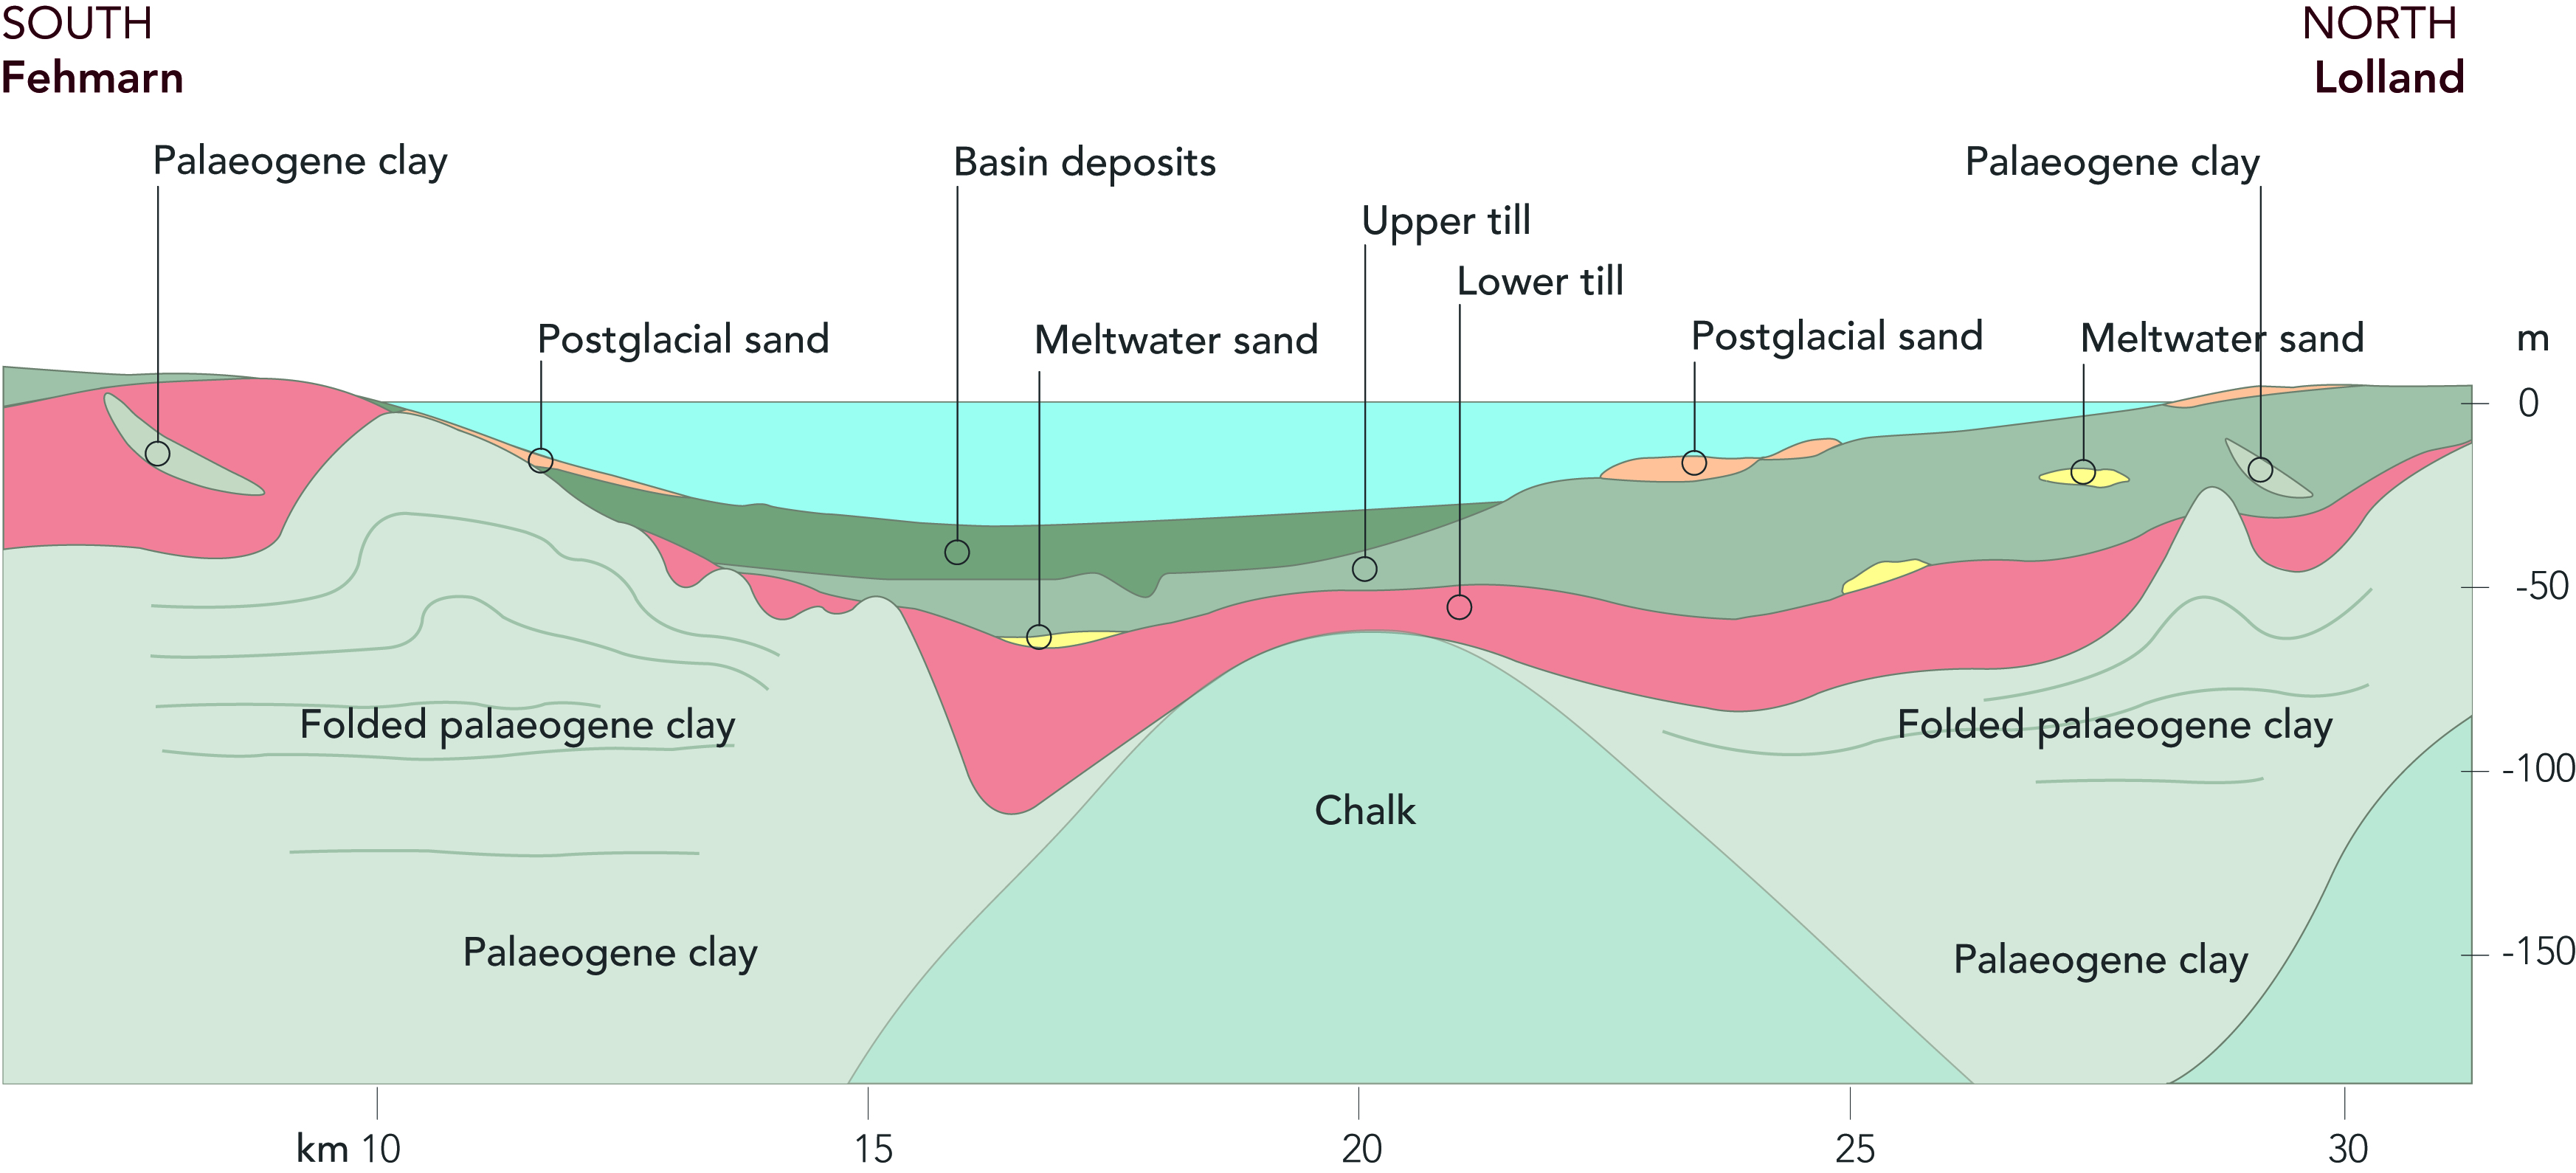 SOUTH
Fehmarn
NORTH
Lolland
Palaeogene clay
Basin deposits
Palaeogene clay
Upper till
Lower till
Postglacial sand
Meltwater sand
Postglacial sand
Meltwater sand
m
0
-50
Folded palaeogene clay
Folded palaeogene clay
-100
Chalk
Palaeogene clay
Palaeogene clay
-150
km 10
15
20
25
30